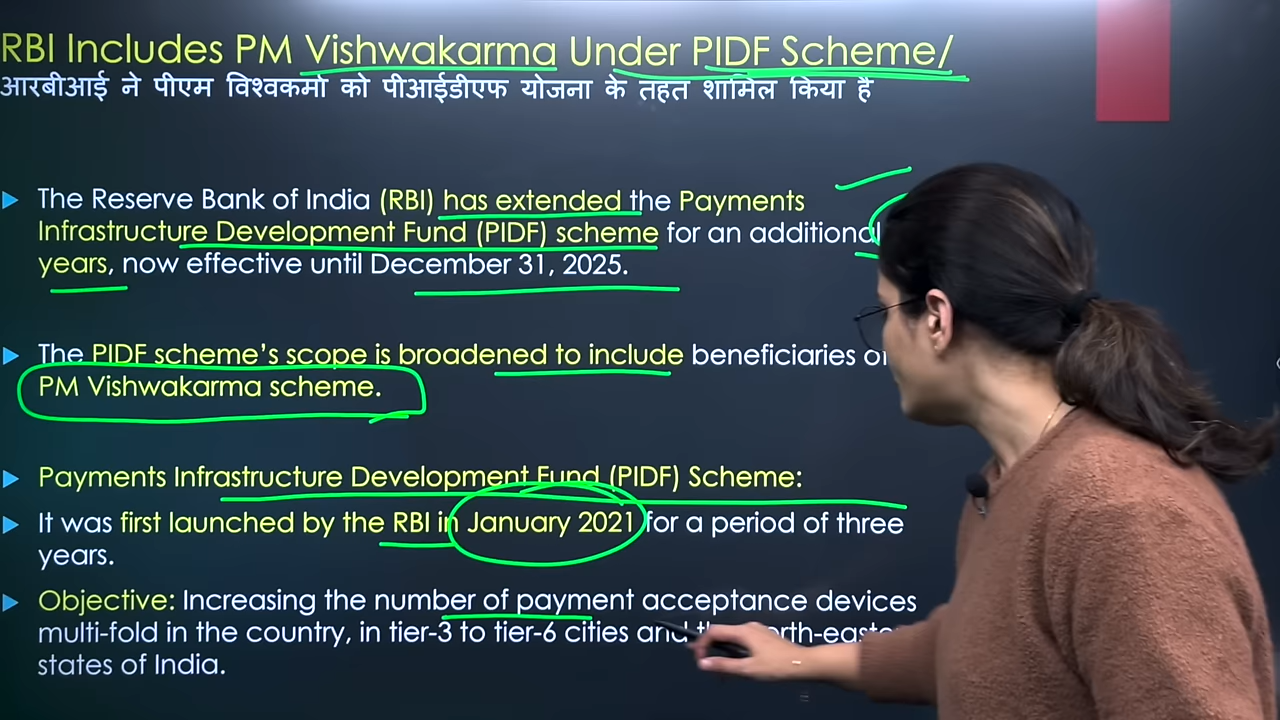 RBI Includes PM Vishwakarma Under PIDF Scheme/
आरबीआई ने पीएम विश्वकर्मा को पीआईडीएफ योजना के तहत शामिल किया है
The Reserve Bank of India (RBI) has extended the Payments
Infrastructure Development Fund (PIDF) scheme for an additional
years, now effective until December 31, 2025.
The PIDF scheme's scope is broadened to include beneficiaries of
PM Vishwakarma scheme.
Payments Infrastructure Development Fund (PIDF) Scheme:
It was first launched by the RBI in January 2021 for a period of three
years.
Objective: Increasing the number of payment acceptance devices
multi-fold in the country, in tier-3 to tier-6 cities and
states of India.